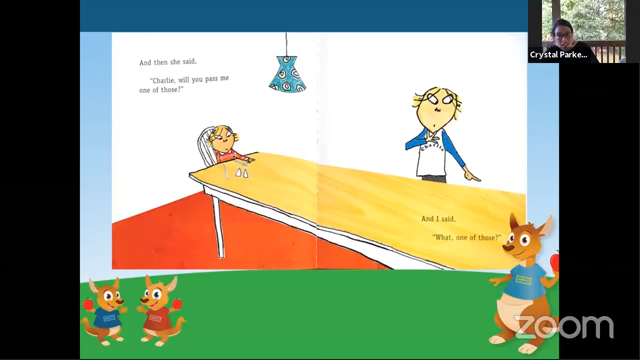 And then she said,
"Charlie, will you pass me
one of those?"
Charlie
And I said,
"What, one of those?"
Crystal Parke...
zoom